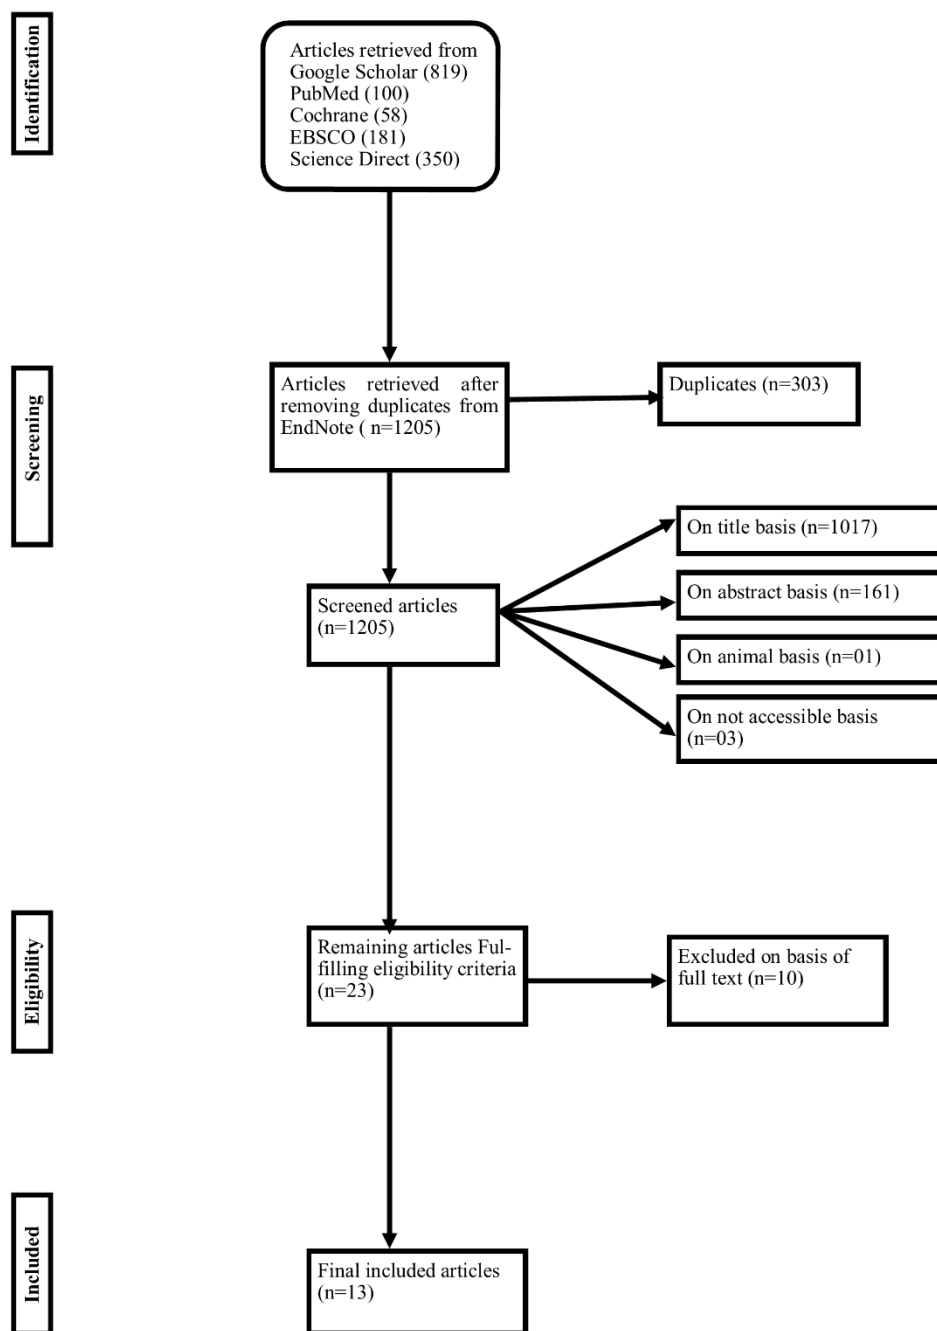 Identification
Articles retrieved from
Google Scholar (819)
PubMed (100)
Cochrane (58)
EBSCO (181)
Science Direct (350)
Screening
Articles retrieved after
removing duplicates from
EndNote ( n=1205)
Duplicates (n=303)
Screened articles
(n=1205)
On title basis (n=1017)
On abstract basis (n=161)
On animal basis (n=01)
On not accessible basis
(n=03)
Eligibility
Remaining articles Ful-
filling eligibility criteria
(n=23)
Excluded on basis of
full text (n=10)
Included
Final included articles
(n=13)